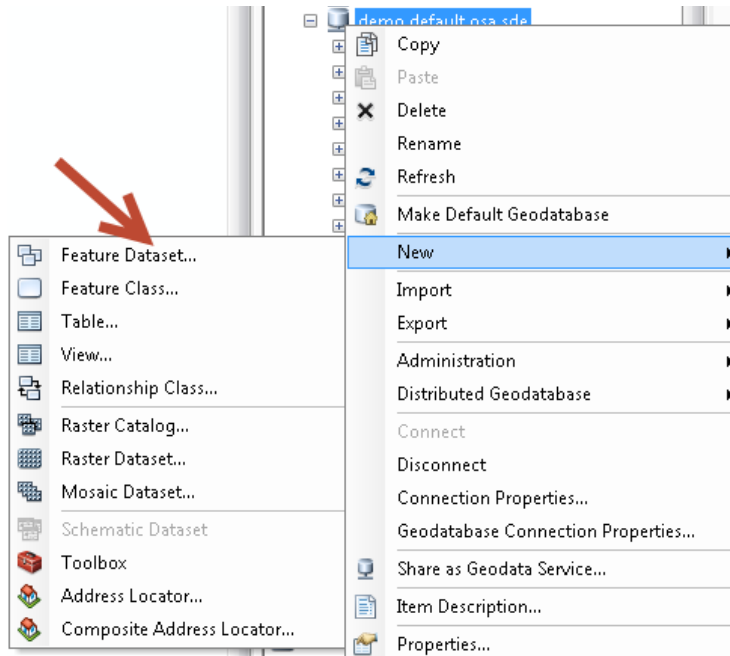 demo default osa.sde
Copy
Paste
Delete
Rename
Refresh
Make Default Geodatabase
New
Import
Export
Administration
Distributed Geodatabase
Connect
Disconnect
Connection Properties...
Geodatabase Connection Properties...
Share as Geodata Service...
Item Description...
Properties...
Feature Dataset...
Feature Class...
Table...
View...
Relationship Class...
Raster Catalog...
Raster Dataset...
Mosaic Dataset...
Schematic Dataset
Toolbox
Address Locator...
Composite Address Locator...